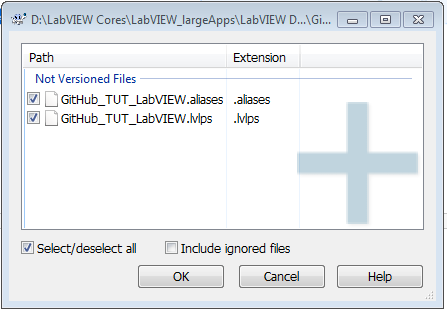 D:\LabVIEW Cores\LabVIEW_largeApps\LabVIEW D...\Gi...
Path Extension
Not Versioned Files
GitHub_TUT_LabVIEW.aliases .aliases
GitHub_TUT_LabVIEW.lvlps .lvlps
Select/deselect all Include ignored files
OK Cancel Help